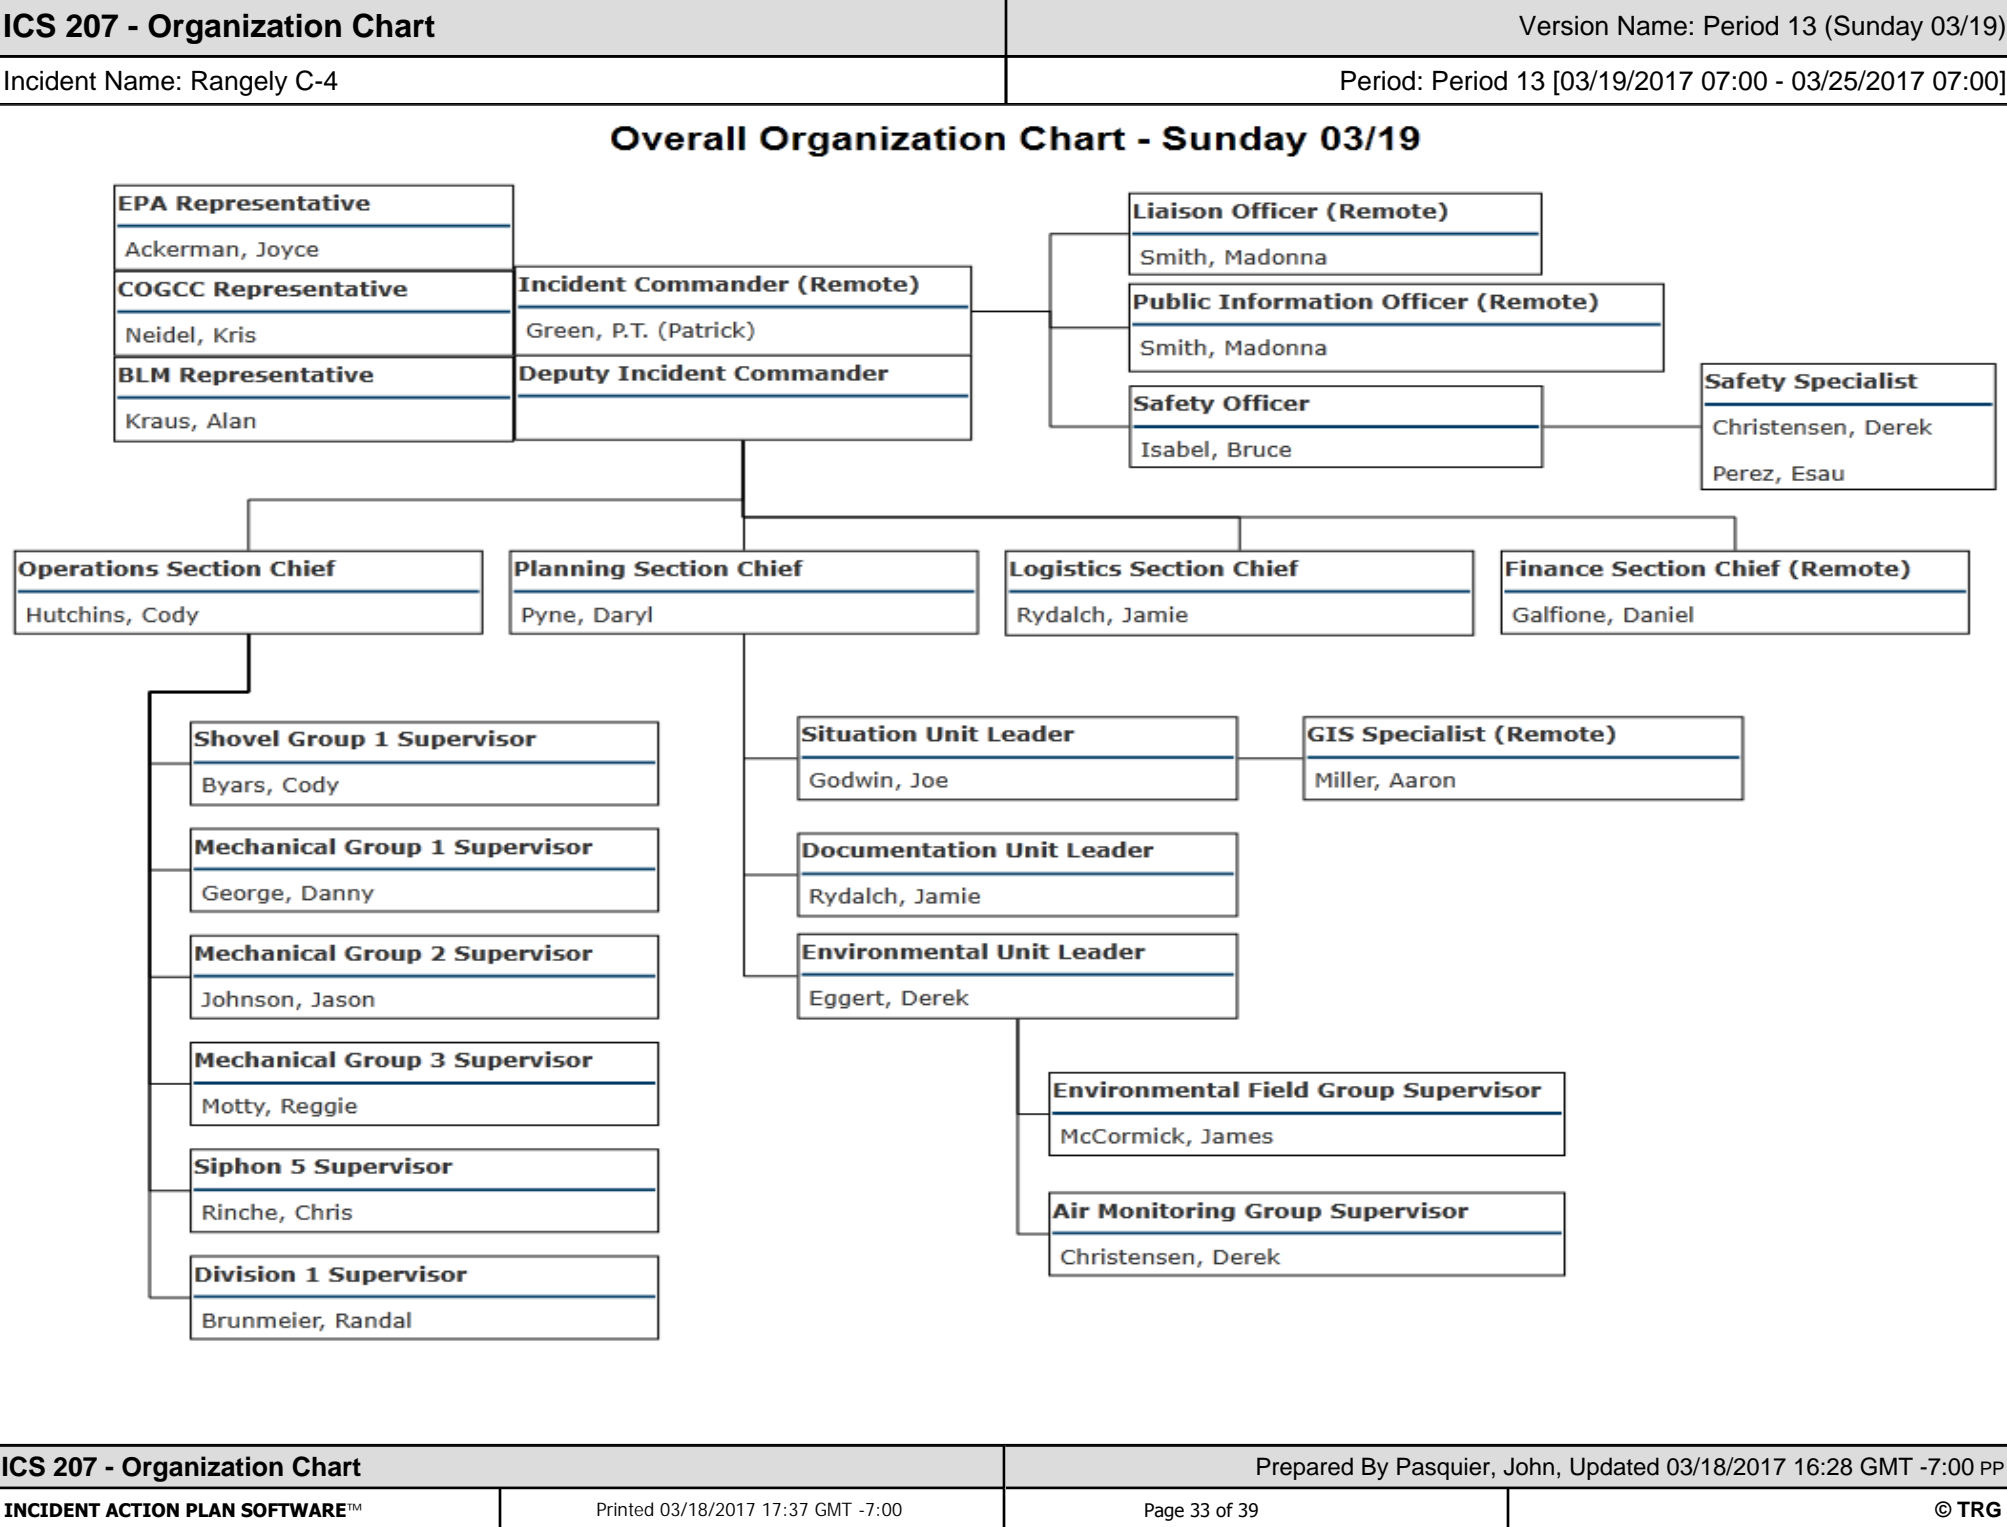 ICS 207 - Organization Chart
Version Name: Period 13 (Sunday 03/19)
Incident Name: Rangely C-4
Period: Period 13 [03/19/2017 07:00 - 03/25/2017 07:00]
Overall Organization Chart - Sunday 03/19
EPA Representative
Ackerman, Joyce
COGCC Representative
Neidel, Kris
BLM Representative
Kraus, Alan
Incident Commander (Remote)
Green, P.T. (Patrick)
Deputy Incident Commander
Liaison Officer (Remote)
Smith, Madonna
Public Information Officer (Remote)
Smith, Madonna
Safety Officer
Isabel, Bruce
Safety Specialist
Christensen, Derek
Perez, Esau
Operations Section Chief
Hutchins, Cody
Planning Section Chief
Pyne, Daryl
Logistics Section Chief
Rydalch, Jamie
Finance Section Chief (Remote)
Galfione, Daniel
Shovel Group 1 Supervisor
Byars, Cody
Mechanical Group 1 Supervisor
George, Danny
Mechanical Group 2 Supervisor
Johnson, Jason
Mechanical Group 3 Supervisor
Motty, Reggie
Siphon 5 Supervisor
Rinche, Chris
Division 1 Supervisor
Brunmeier, Randal
Situation Unit Leader
Godwin, Joe
GIS Specialist (Remote)
Miller, Aaron
Documentation Unit Leader
Rydalch, Jamie
Environmental Unit Leader
Eggert, Derek
Environmental Field Group Supervisor
McCormick, James
Air Monitoring Group Supervisor
Christensen, Derek
ICS 207 - Organization Chart
Prepared By Pasquier, John, Updated 03/18/2017 16:28 GMT -7:00 PP
INCIDENT ACTION PLAN SOFTWARE™
Printed 03/18/2017 17:37 GMT -7:00
Page 33 of 39
© TRG